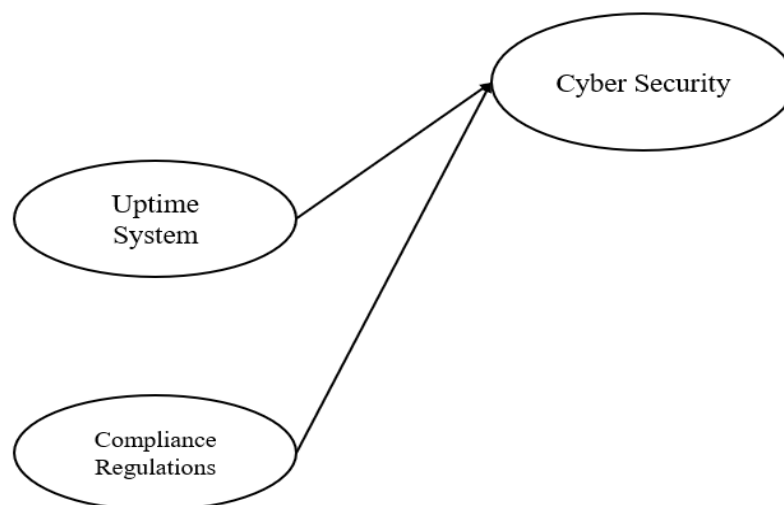 Cyber Security
Uptime
System
Compliance
Regulations